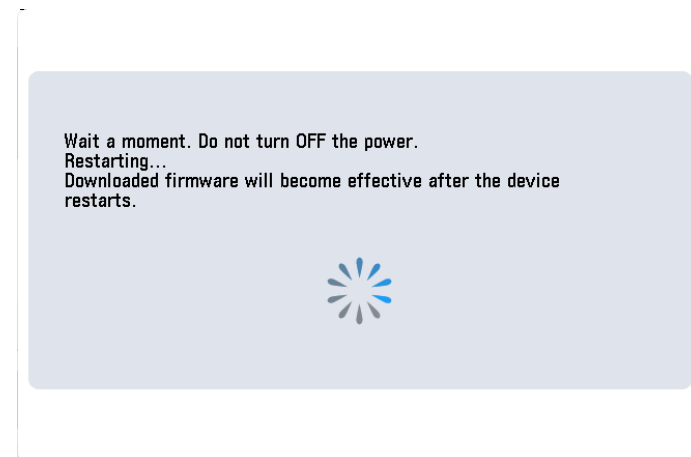 Wait a moment. Do not turn OFF the power.
Restarting...
Downloaded firmware will become effective after the device
restarts.